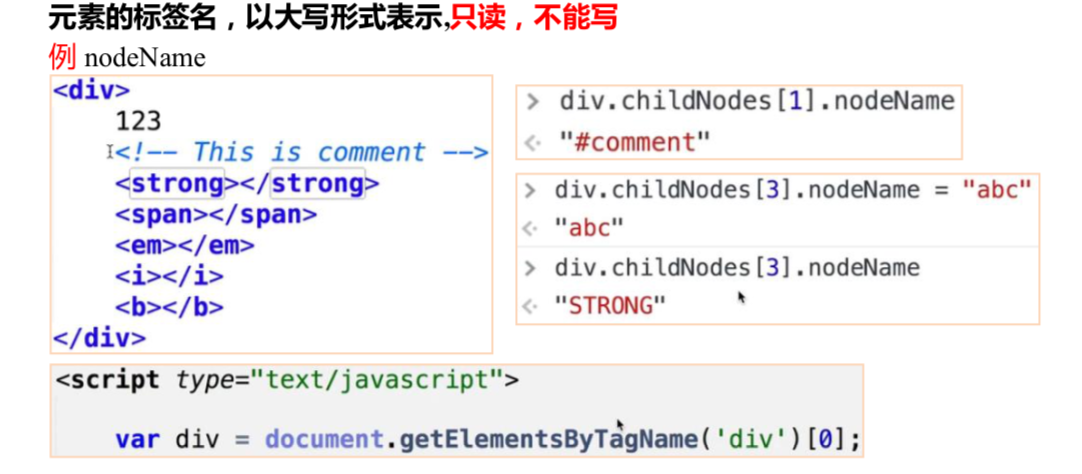 元素的标签名，以大写形式表示,只读，不能写
例 nodeName
<div>
123
<!-- This is comment -->
<strong></strong>
<span></span>
<em></em>
<i></i>
<b></b>
</div>
> div.childNodes[1].nodeName
"#comment"
> div.childNodes[3].nodeName = "abc"
"abc"
> div.childNodes[3].nodeName
"STRONG"
<script type="text/javascript">
var div = document.getElementsByTagName('div')[0];